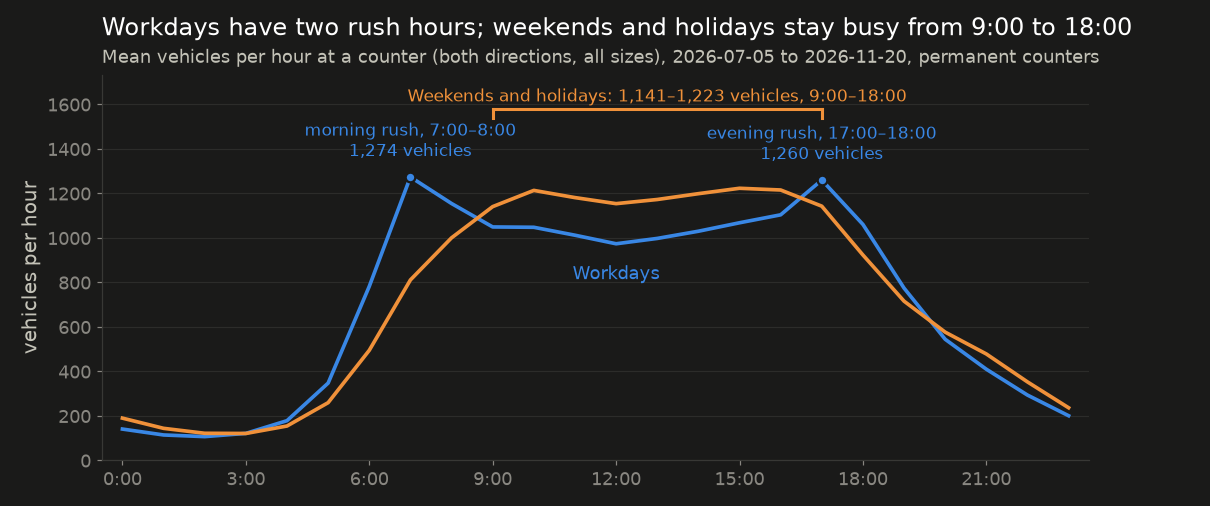 Workdays have two rush hours; weekends and holidays stay busy from 9:00 to 18:00
Mean vehicles per hour at a counter (both directions, all sizes), 2026-07-05 to 2026-11-20, permanent counters
Weekends and holidays: 1,141–1,223 vehicles, 9:00–18:00
morning rush, 7:00–8:00
1,274 vehicles
evening rush, 17:00–18:00
1,260 vehicles
Workdays
vehicles per hour
1600
1400
1200
1000
800
600
400
200
0
0:00
3:00
6:00
9:00
12:00
15:00
18:00
21:00